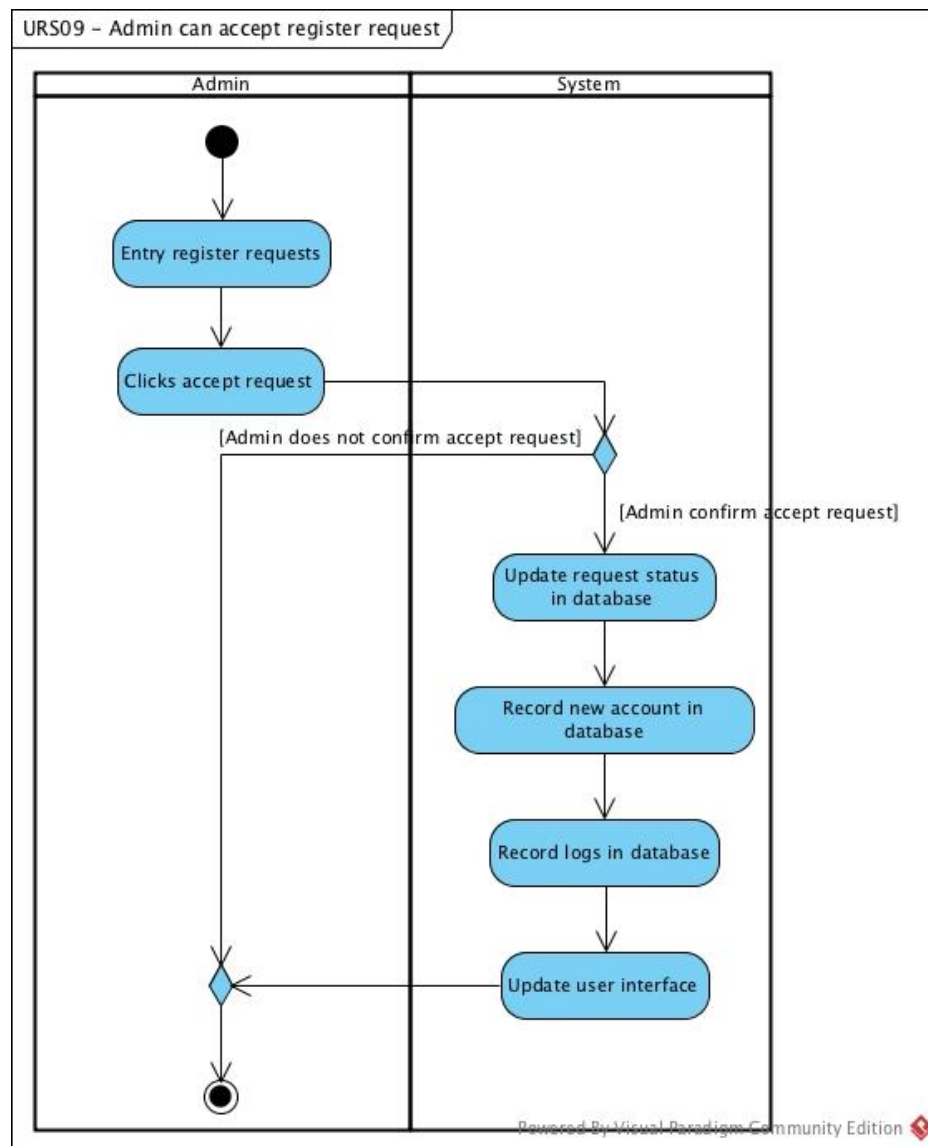 URS09 – Admin can accept register request
Admin
System
Entry register requests
Clicks accept request
[Admin does not confirm accept request]
[Admin confirm accept request]
Update request status
in database
Record new account in
database
Record logs in database
Update user interface
Powered By Visual Paradigm Community Edition